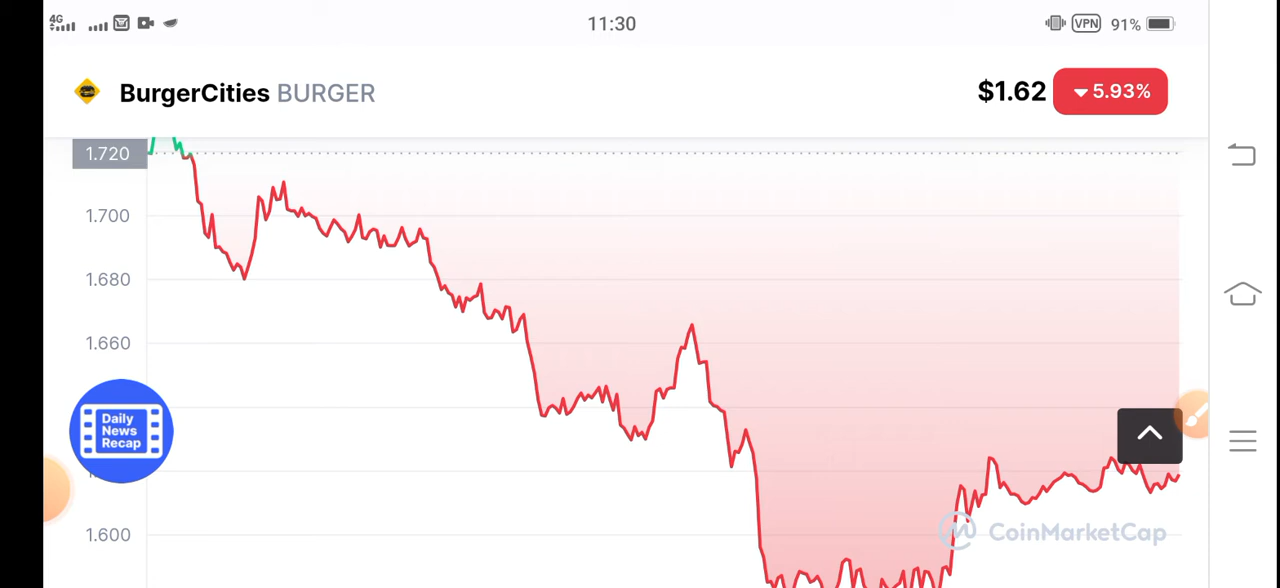 4G 11:30 VPN 91%
BurgerCities BURGER $1.62 5.93%
1.720
1.700
1.680
1.660
Daily
News
Recap
1.600
CoinMarketCap